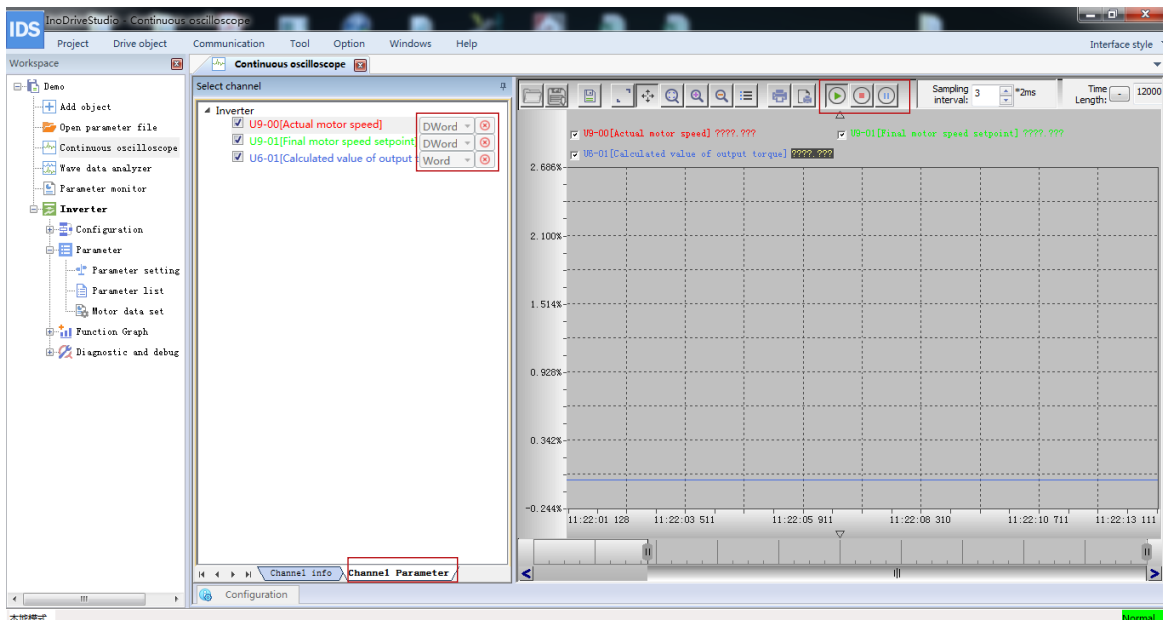 IDS InoDriveStudio - Continuous oscilloscope
Project Drive object Communication Tool Option Windows Help Interface style
Workspace
Continuous oscilloscope
Demo
Add object
Open parameter file
Continuous oscilloscope
Wave data analyzer
Parameter monitor
Inverter
Configuration
Parameter
Parameter setting
Parameter list
Motor data set
Function Graph
Diagnostic and debug
Select channel
Inverter
U9-00[Actual motor speed] DWord
U9-01[Final motor speed setpoint] DWord
U6-01[Calculated value of output t Word
Channel info Channel Parameter
Configuration
Sampling interval: 3 *2ms Time Length: - 12000
U9-00[Actual motor speed] ????.??? U9-01[Final motor speed setpoint] ????.???
U6-01[Calculated value of output torque] ????.???
2.686%
2.100%
1.514%
0.928%
0.342%
-0.244%
11:22:01 128 11:22:03 511 11:22:05 911 11:22:08 310 11:22:10 711 11:22:13 111
Normal